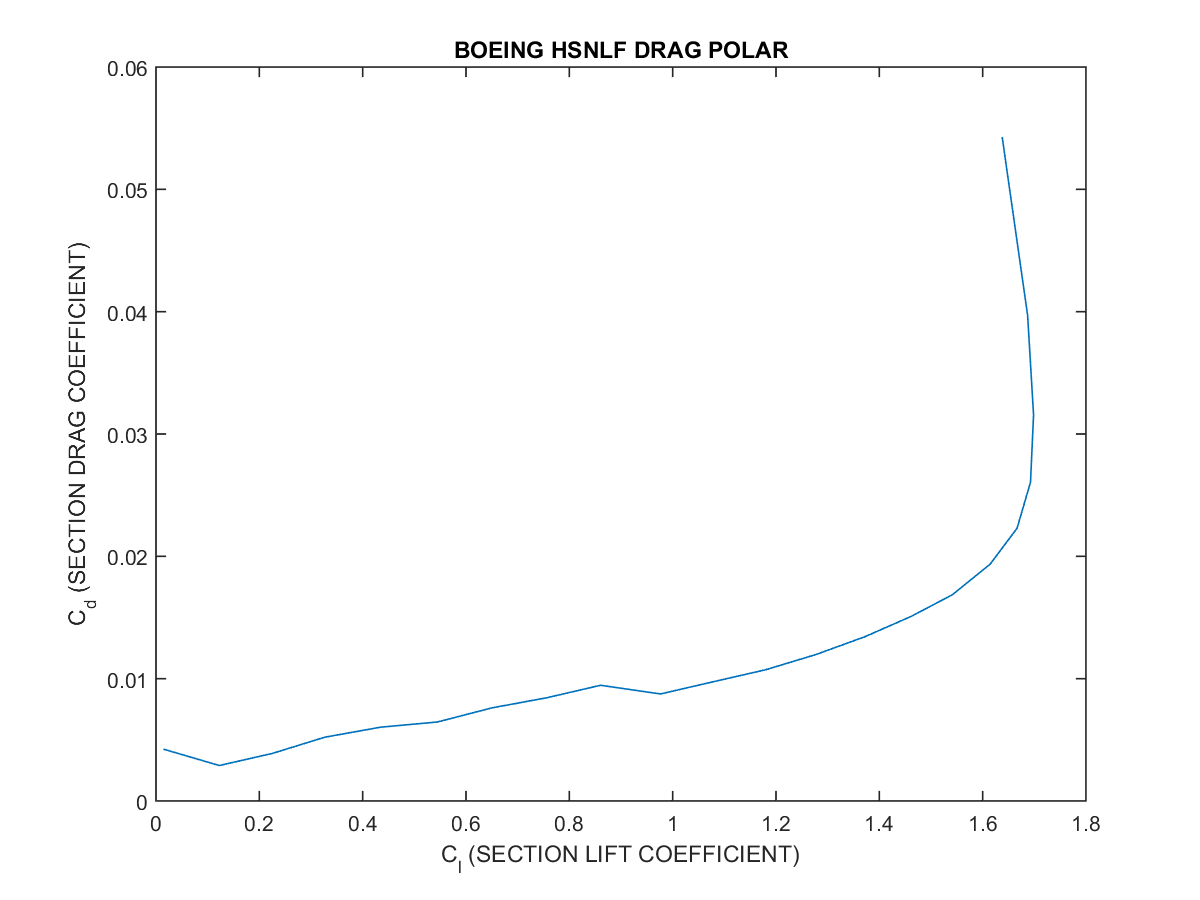 BOEING HSNLF DRAG POLAR
0.06
0.05
0.04
0.03
0.02
0.01
0
C_d (SECTION DRAG COEFFICIENT)
0 0.2 0.4 0.6 0.8 1 1.2 1.4 1.6 1.8
C_l (SECTION LIFT COEFFICIENT)